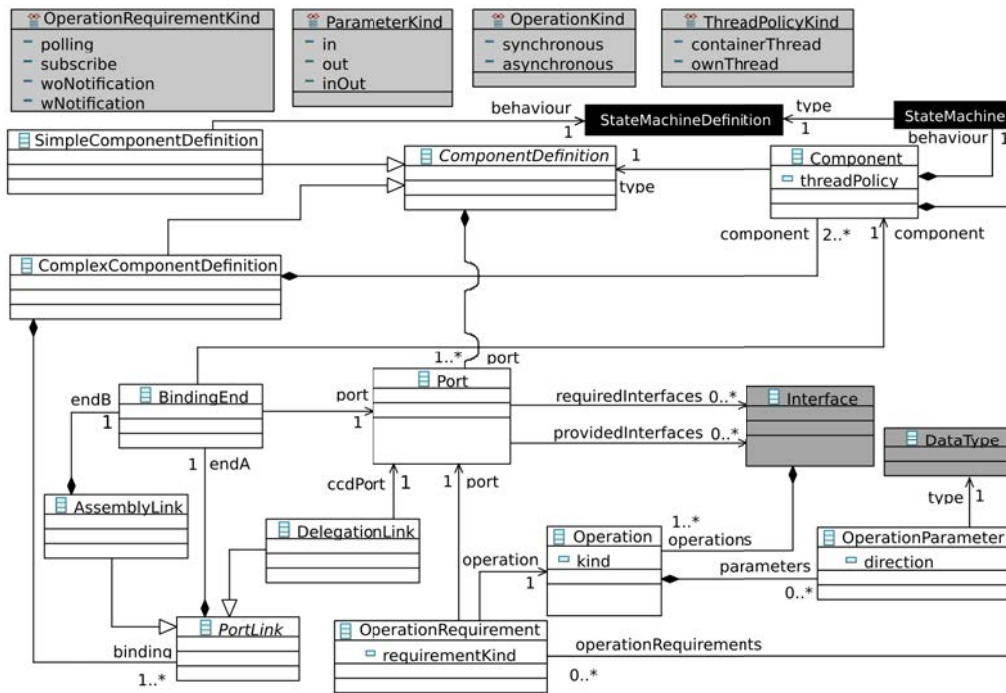 OperationRequirementKind
polling
subscribe
woNotification
wNotification
ParameterKind
in
out
inOut
OperationKind
synchronous
asynchronous
ThreadPolicyKind
containerThread
ownThread
behaviour
1
StateMachineDefinition
type
1
StateMachine
behaviour
1
SimpleComponentDefinition
ComponentDefinition
1
type
Component
threadPolicy
component
2..*
1
component
ComplexComponentDefinition
1..*
port
Port
endB
1
BindingEnd
port
1
requiredInterfaces
0..*
providedInterfaces
0..*
Interface
DataType
1
endA
ccdPort
1
1
port
type
1
AssemblyLink
DelegationLink
operation
1
Operation
kind
1..*
operations
parameters
0..*
OperationParameter
direction
binding
1..*
PortLink
OperationRequirement
requirementKind
operationRequirements
0..*